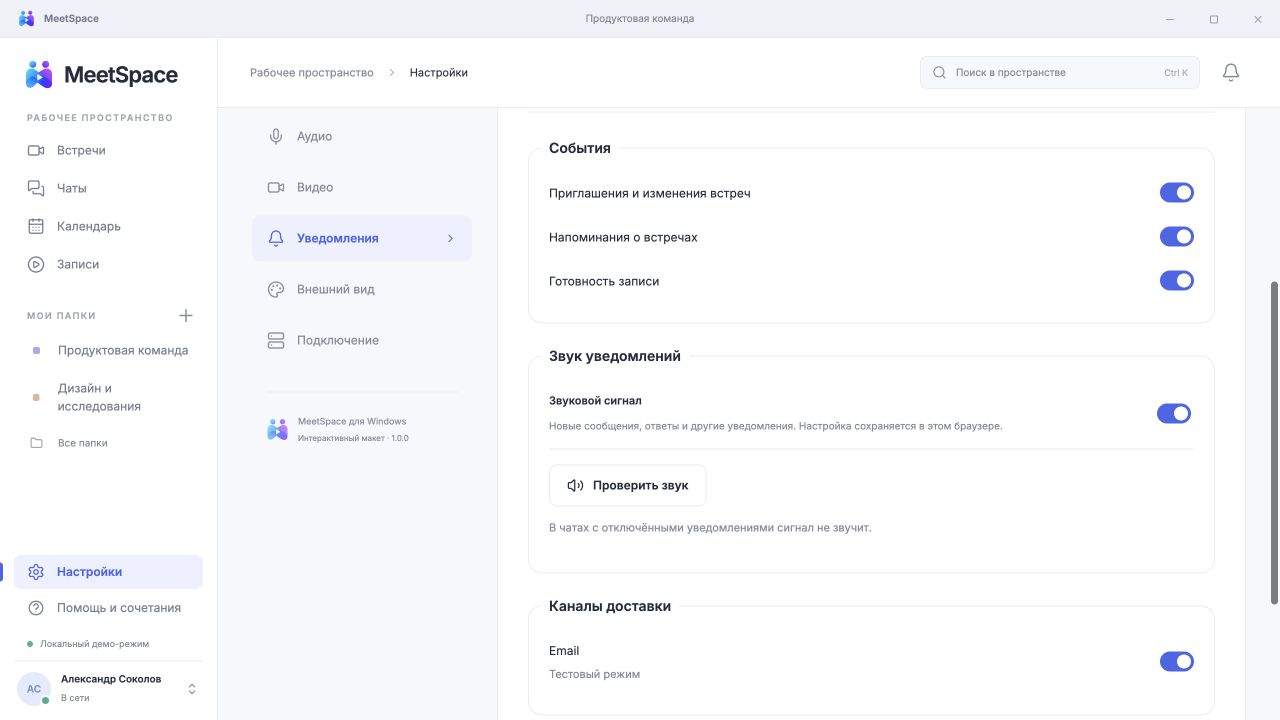 MeetSpace
Продуктовая команда
MeetSpace
Рабочее пространство
Настройки
Поиск в пространстве
Ctrl K
РАБОЧЕЕ ПРОСТРАНСТВО
Встречи
Чаты
Календарь
Записи
МОИ ПАПКИ
Продуктовая команда
Дизайн и
исследования
Все папки
Настройки
Помощь и сочетания
Локальный демо-режим
АС
Александр Соколов
В сети
Аудио
Видео
Уведомления
Внешний вид
Подключение
MeetSpace для Windows
Интерактивный макет · 1.0.0
События
Приглашения и изменения встреч
Напоминания о встречах
Готовность записи
Звук уведомлений
Звуковой сигнал
Новые сообщения, ответы и другие уведомления. Настройка сохраняется в этом браузере.
Проверить звук
В чатах с отключёнными уведомлениями сигнал не звучит.
Каналы доставки
Email
Тестовый режим